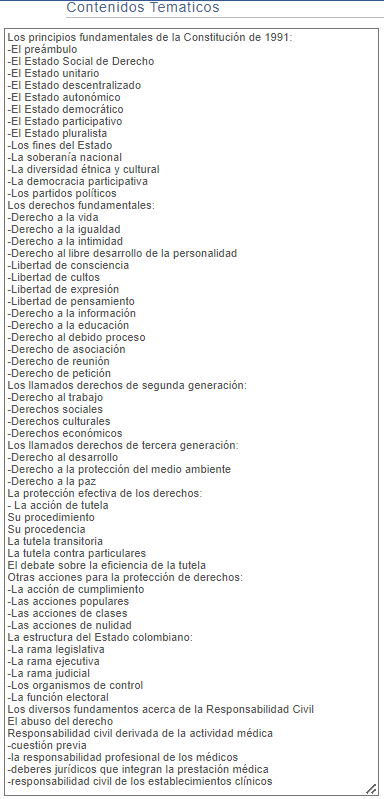 Contenidos Tematicos
Los principios fundamentales de la Constitución de 1991:
-El preámbulo
-El Estado Social de Derecho
-El Estado unitario
-El Estado descentralizado
-El Estado autonómico
-El Estado democrático
-El Estado participativo
-El Estado pluralista
-Los fines del Estado
-La soberanía nacional
-La diversidad étnica y cultural
-La democracia participativa
-Los partidos políticos
Los derechos fundamentales:
-Derecho a la vida
-Derecho a la igualdad
-Derecho a la intimidad
-Derecho al libre desarrollo de la personalidad
-Libertad de consciencia
-Libertad de cultos
-Libertad de expresión
-Libertad de pensamiento
-Derecho a la información
-Derecho a la educación
-Derecho al debido proceso
-Derecho de asociación
-Derecho de reunión
-Derecho de petición
Los llamados derechos de segunda generación:
-Derecho al trabajo
-Derechos sociales
-Derechos culturales
-Derechos económicos
Los llamados derechos de tercera generación:
-Derecho al desarrollo
-Derecho a la protección del medio ambiente
-Derecho a la paz
La protección efectiva de los derechos:
- La acción de tutela
Su procedimiento
Su procedencia
La tutela transitoria
La tutela contra particulares
El debate sobre la eficiencia de la tutela
Otras acciones para la protección de derechos:
-La acción de cumplimiento
-Las acciones populares
-Las acciones de clases
-Las acciones de nulidad
La estructura del Estado colombiano:
-La rama legislativa
-La rama ejecutiva
-La rama judicial
-Los organismos de control
-La función electoral
Los diversos fundamentos acerca de la Responsabilidad Civil
El abuso del derecho
Responsabilidad civil derivada de la actividad médica
-cuestión previa
-la responsabilidad profesional de los médicos
-deberes jurídicos que integran la prestación médica
-responsabilidad civil de los establecimientos clínicos